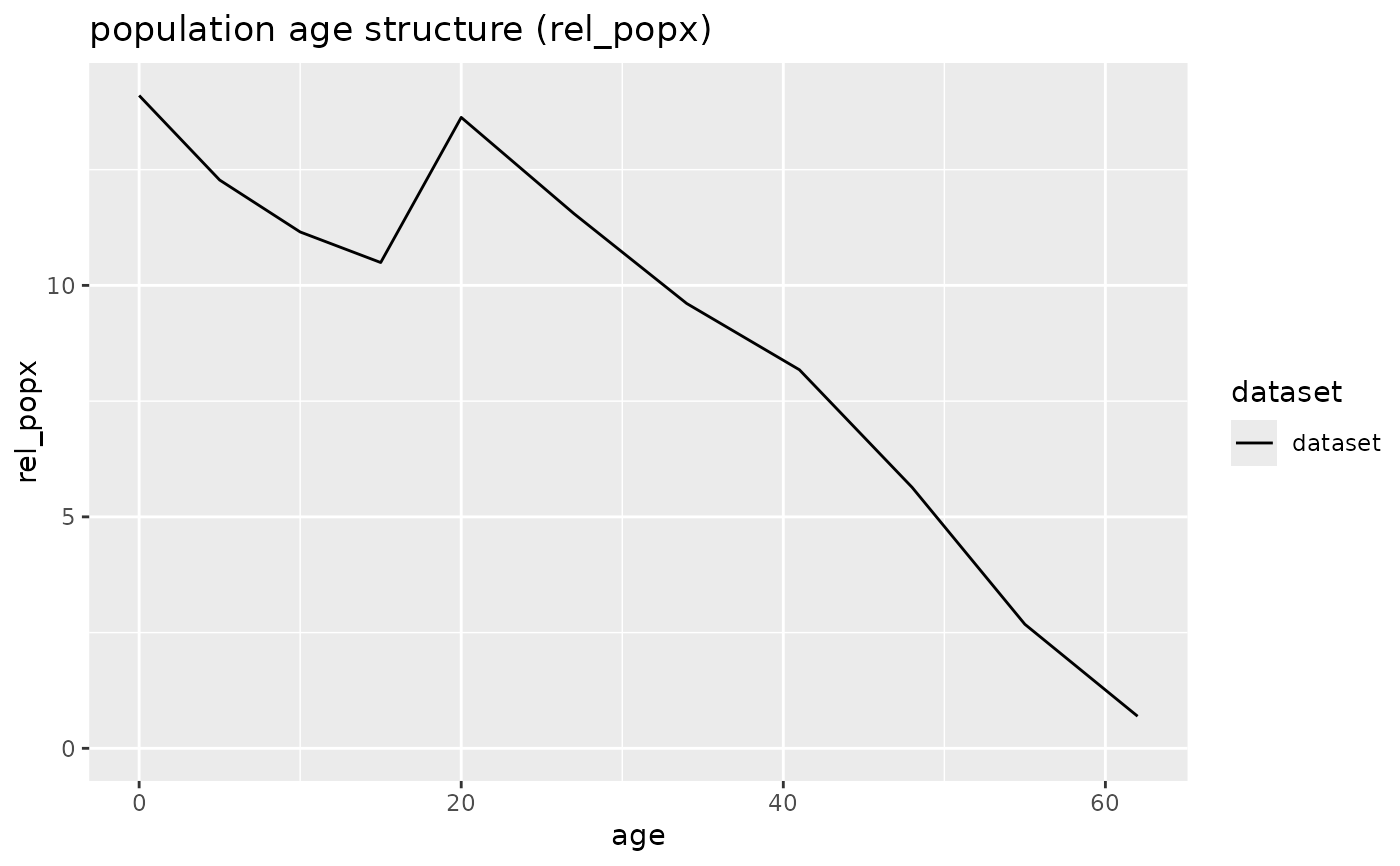 population age structure (rel_popx)
rel_popx
10
5
0
0 20 40 60
age
dataset
dataset